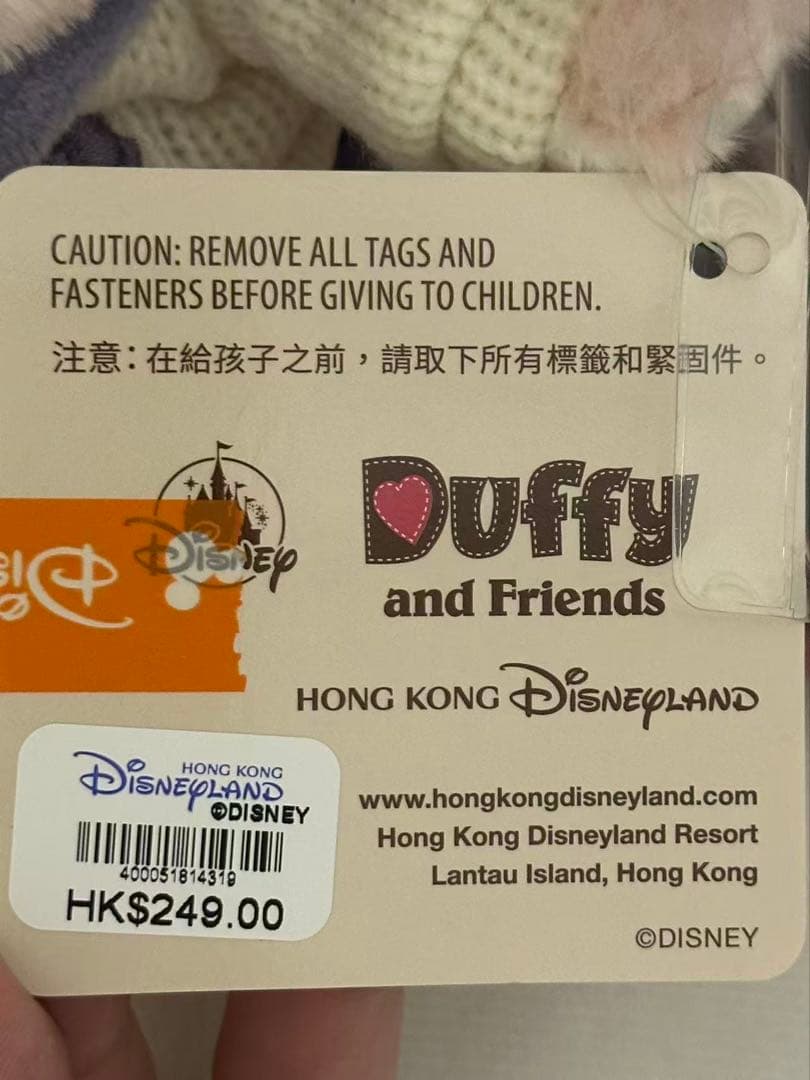 CAUTION: REMOVE ALL TAGS AND
FASTENERS BEFORE GIVING TO CHILDREN.
注意：在給孩子之前，請取下所有標籤和緊固件。
Disney
Duffy
and Friends
HONG KONG DISNEYLAND
HONG KONG
DISNEYLAND
©DISNEY
400051814319
HK$249.00
www.hongkongdisneyland.com
Hong Kong Disneyland Resort
Lantau Island, Hong Kong
©DISNEY